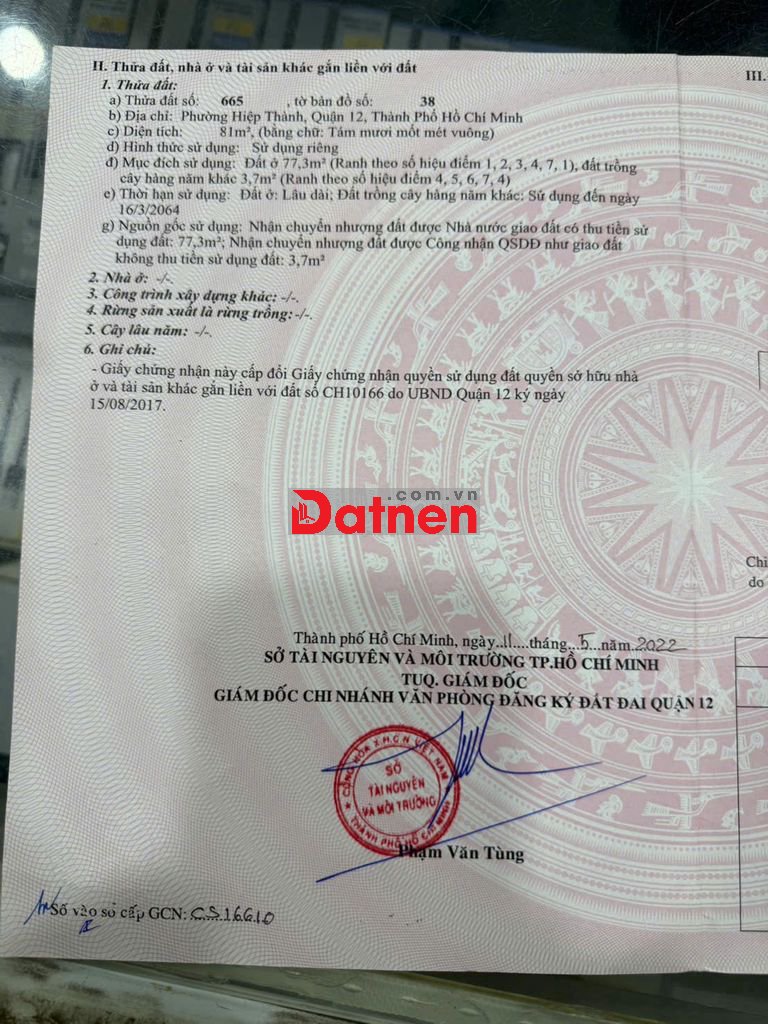 II. Thửa đất, nhà ở và tài sản khác gắn liền với đất
1. Thửa đất:
a) Thửa đất số: 665 , tờ bản đồ số: 38
b) Địa chỉ: Phường Hiệp Thành, Quận 12, Thành Phố Hồ Chí Minh
c) Diện tích: 81m², (bằng chữ: Tám mươi mốt mét vuông)
d) Hình thức sử dụng: Sử dụng riêng
đ) Mục đích sử dụng: Đất ở 77,3m² (Ranh theo số hiệu điểm 1, 2, 3, 4, 7, 1), đất trồng
cây hàng năm khác 3,7m² (Ranh theo số hiệu điểm 4, 5, 6, 7, 4)
e) Thời hạn sử dụng: Đất ở: Lâu dài; Đất trồng cây hàng năm khác: Sử dụng đến ngày
16/3/2064
g) Nguồn gốc sử dụng: Nhận chuyển nhượng đất được Nhà nước giao đất có thu tiền sử
dụng đất: 77,3m²; Nhận chuyển nhượng đất được Công nhận QSDĐ như giao đất
không thu tiền sử dụng đất: 3,7m²
2. Nhà ở: -/-.
3. Công trình xây dựng khác: -/-.
4. Rừng sản xuất là rừng trồng:-/-.
5. Cây lâu năm: -/-.
6. Ghi chú:
- Giấy chứng nhận này cấp đổi Giấy chứng nhận quyền sử dụng đất quyền sở hữu nhà
ở và tài sản khác gắn liền với đất số CH10166 do UBND Quận 12 ký ngày
15/08/2017.
III.
.com.vn
Datnen
Chi
do
Thành phố Hồ Chí Minh, ngày..11....tháng...5...năm.2022
SỞ TÀI NGUYÊN VÀ MÔI TRƯỜNG TP.HỒ CHÍ MINH
TUQ. GIÁM ĐỐC
GIÁM ĐỐC CHI NHÁNH VĂN PHÒNG ĐĂNG KÝ ĐẤT ĐAI QUẬN 12
CỘNG HÒA X.H.C.N VIỆT NAM
SỞ
TÀI NGUYÊN
VÀ MÔI TRƯỜNG
THÀNH PHỐ HỒ CHÍ MINH
Phạm Văn Tùng
Số vào sổ cấp GCN: CS16610